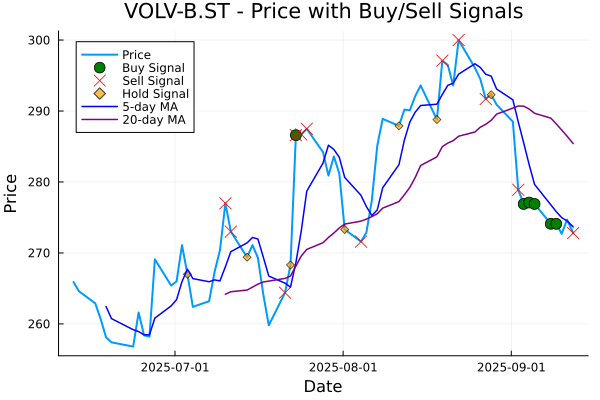 VOLV-B.ST - Price with Buy/Sell Signals
300
290
280
270
260
Price
Price
Buy Signal
Sell Signal
Hold Signal
5-day MA
20-day MA
2025-07-01
2025-08-01
2025-09-01
Date